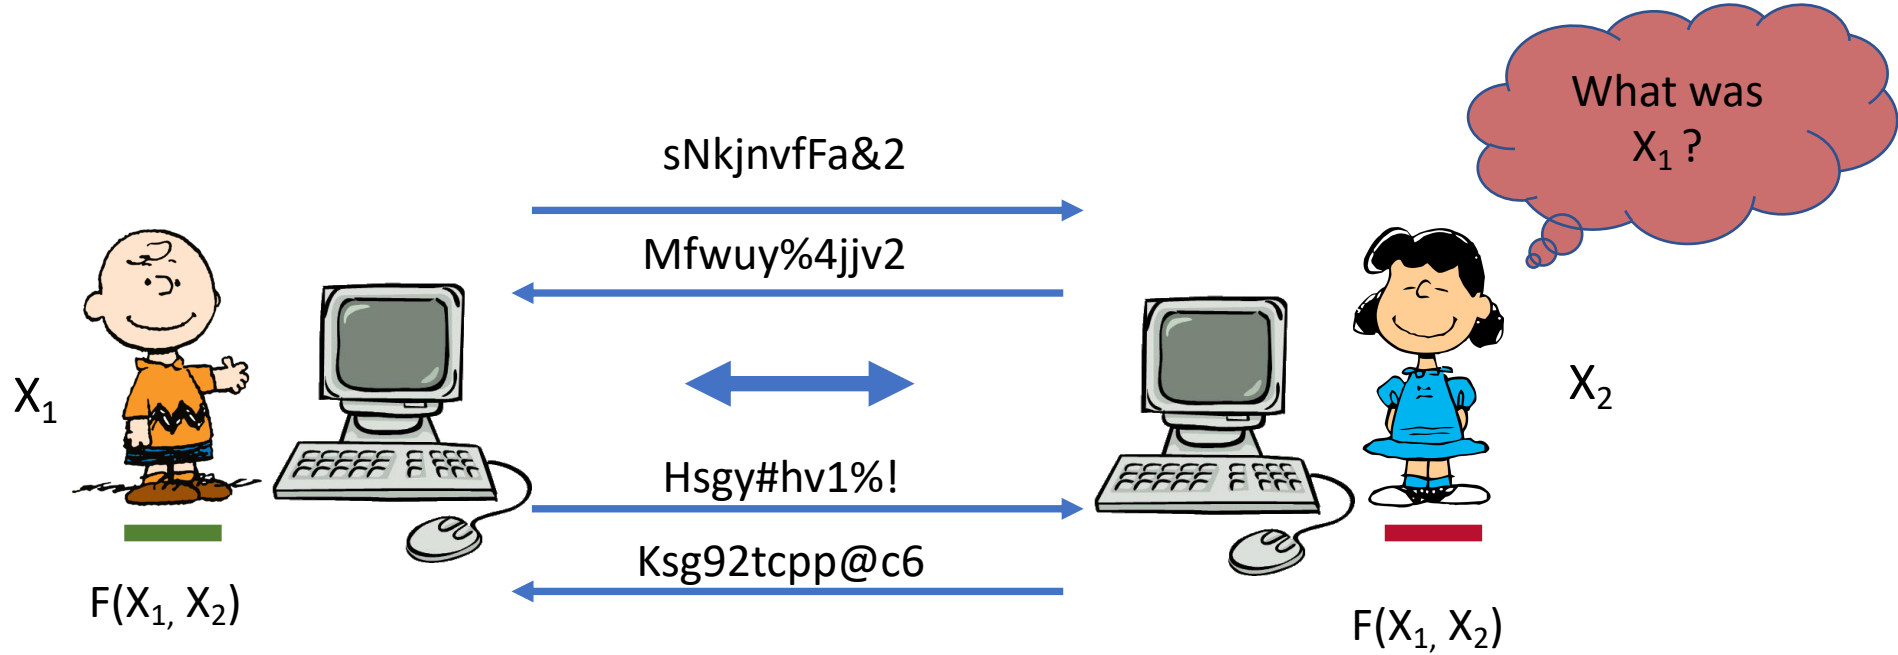 What was
X₁ ?
sNkjnvfFa&2
Mfwuy%4jjv2
X₁
X₂
Hsgy#hv1%!
Ksg92tcpp@c6
F(X₁, X₂)
F(X₁, X₂)